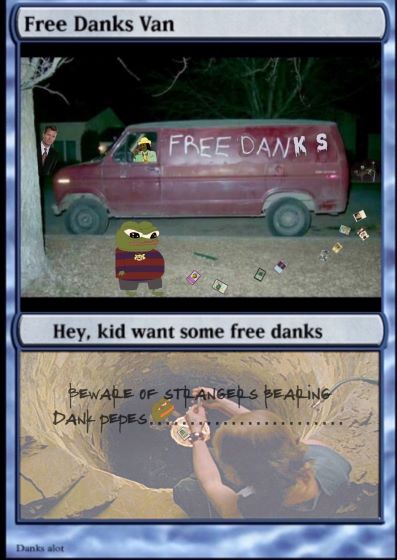 Free Danks Van
FREE DANKS
Hey, kid want some free danks
BEWARE OF STRANGERS BEARING
DANK PEPES..........................
Danks alot